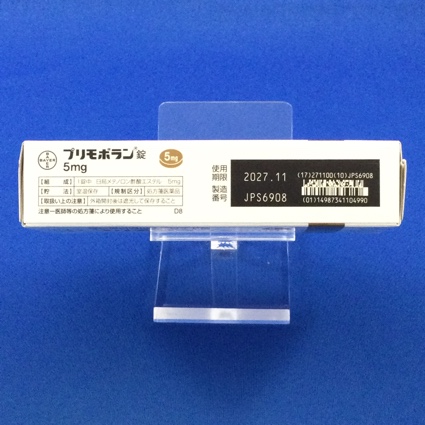 BAYER
プリモボラン®錠
5mg
5mg
【組 成】 1錠中 日局メテノロン酢酸エステル 5mg
【貯 法】 室温保存 【規制区分】 処方箋医薬品
【取扱い上の注意】 外箱開封後は遮光して保存すること
注意－医師等の処方箋により使用すること D8
使用期限 2027.11
製造番号 JPS6908
(17)271100(10)JPS6908
(01)14987341104990